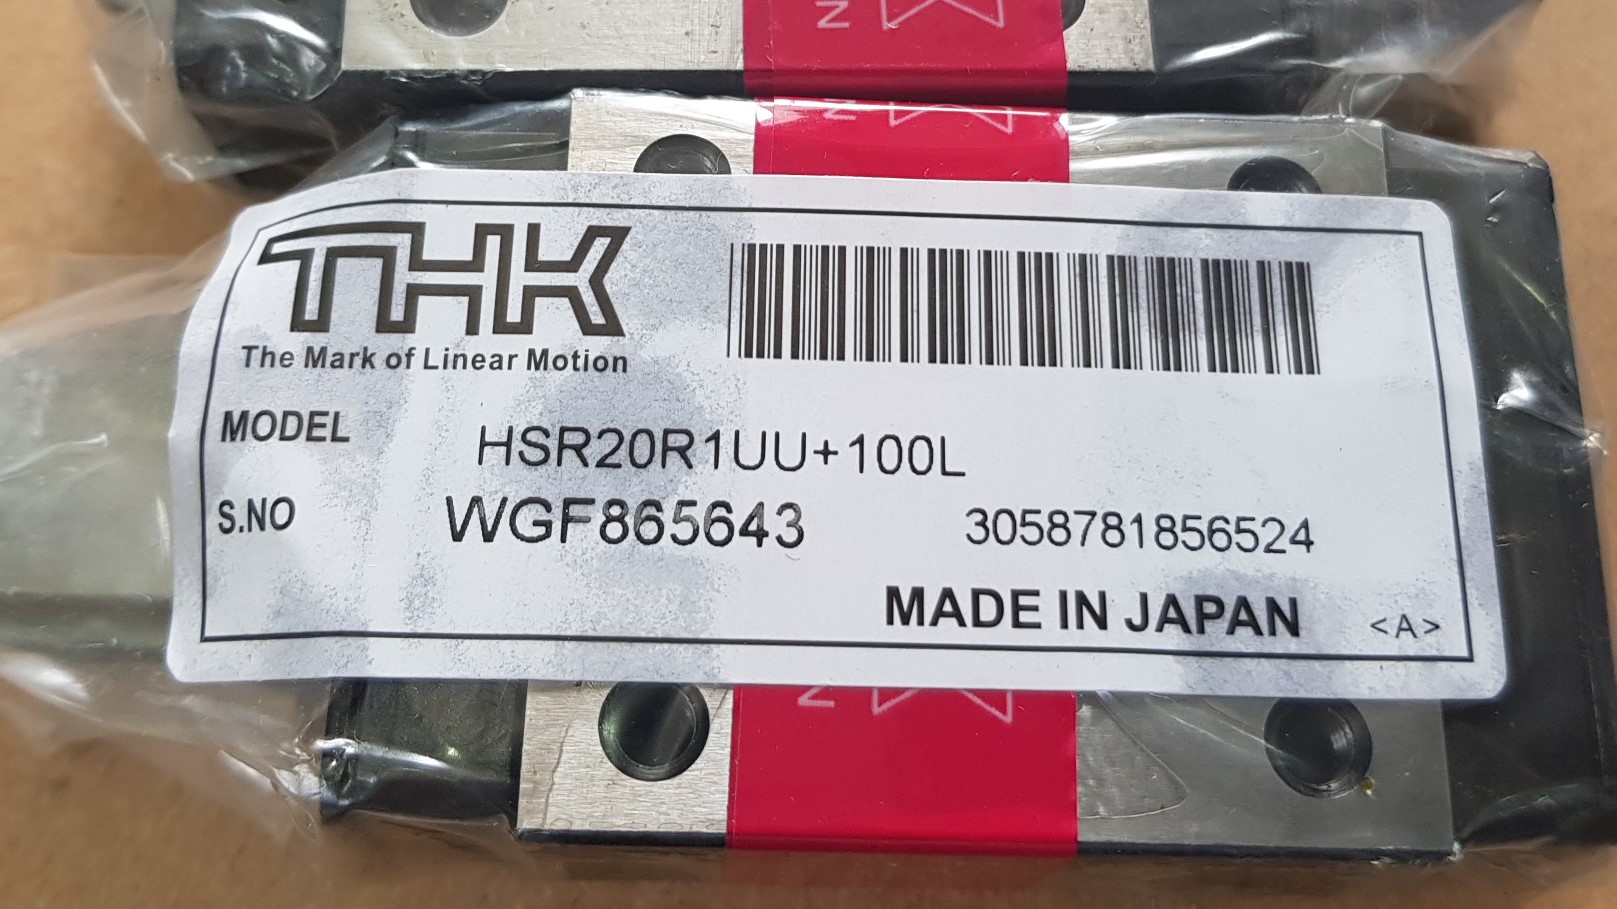 THK
The Mark of Linear Motion
MODEL HSR20R1UU+100L
S.NO WGF865643 3058781856524
MADE IN JAPAN <A>